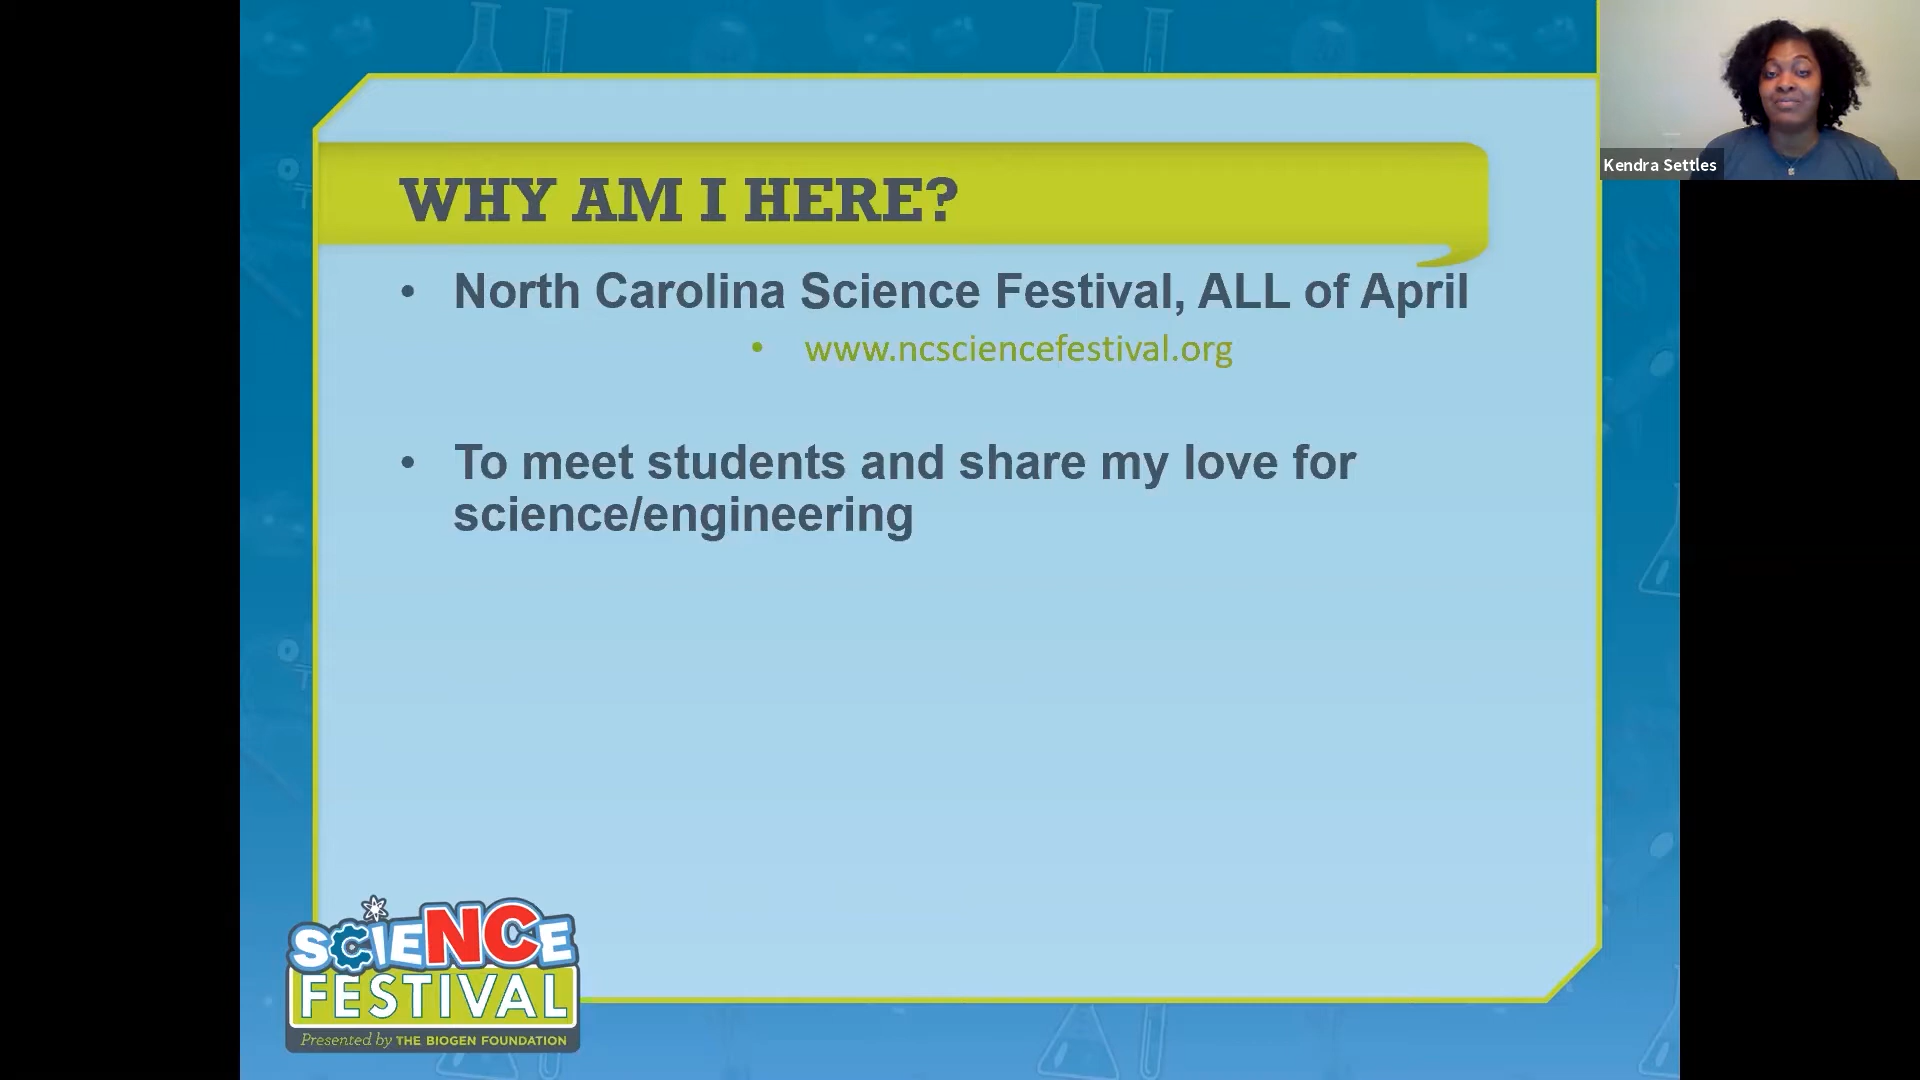 WHY AM I HERE?
• North Carolina Science Festival, ALL of April
• www.ncsciencefestival.org
• To meet students and share my love for
science/engineering
Kendra Settles
SCIENCE
FESTIVAL
Presented by THE BIOGEN FOUNDATION